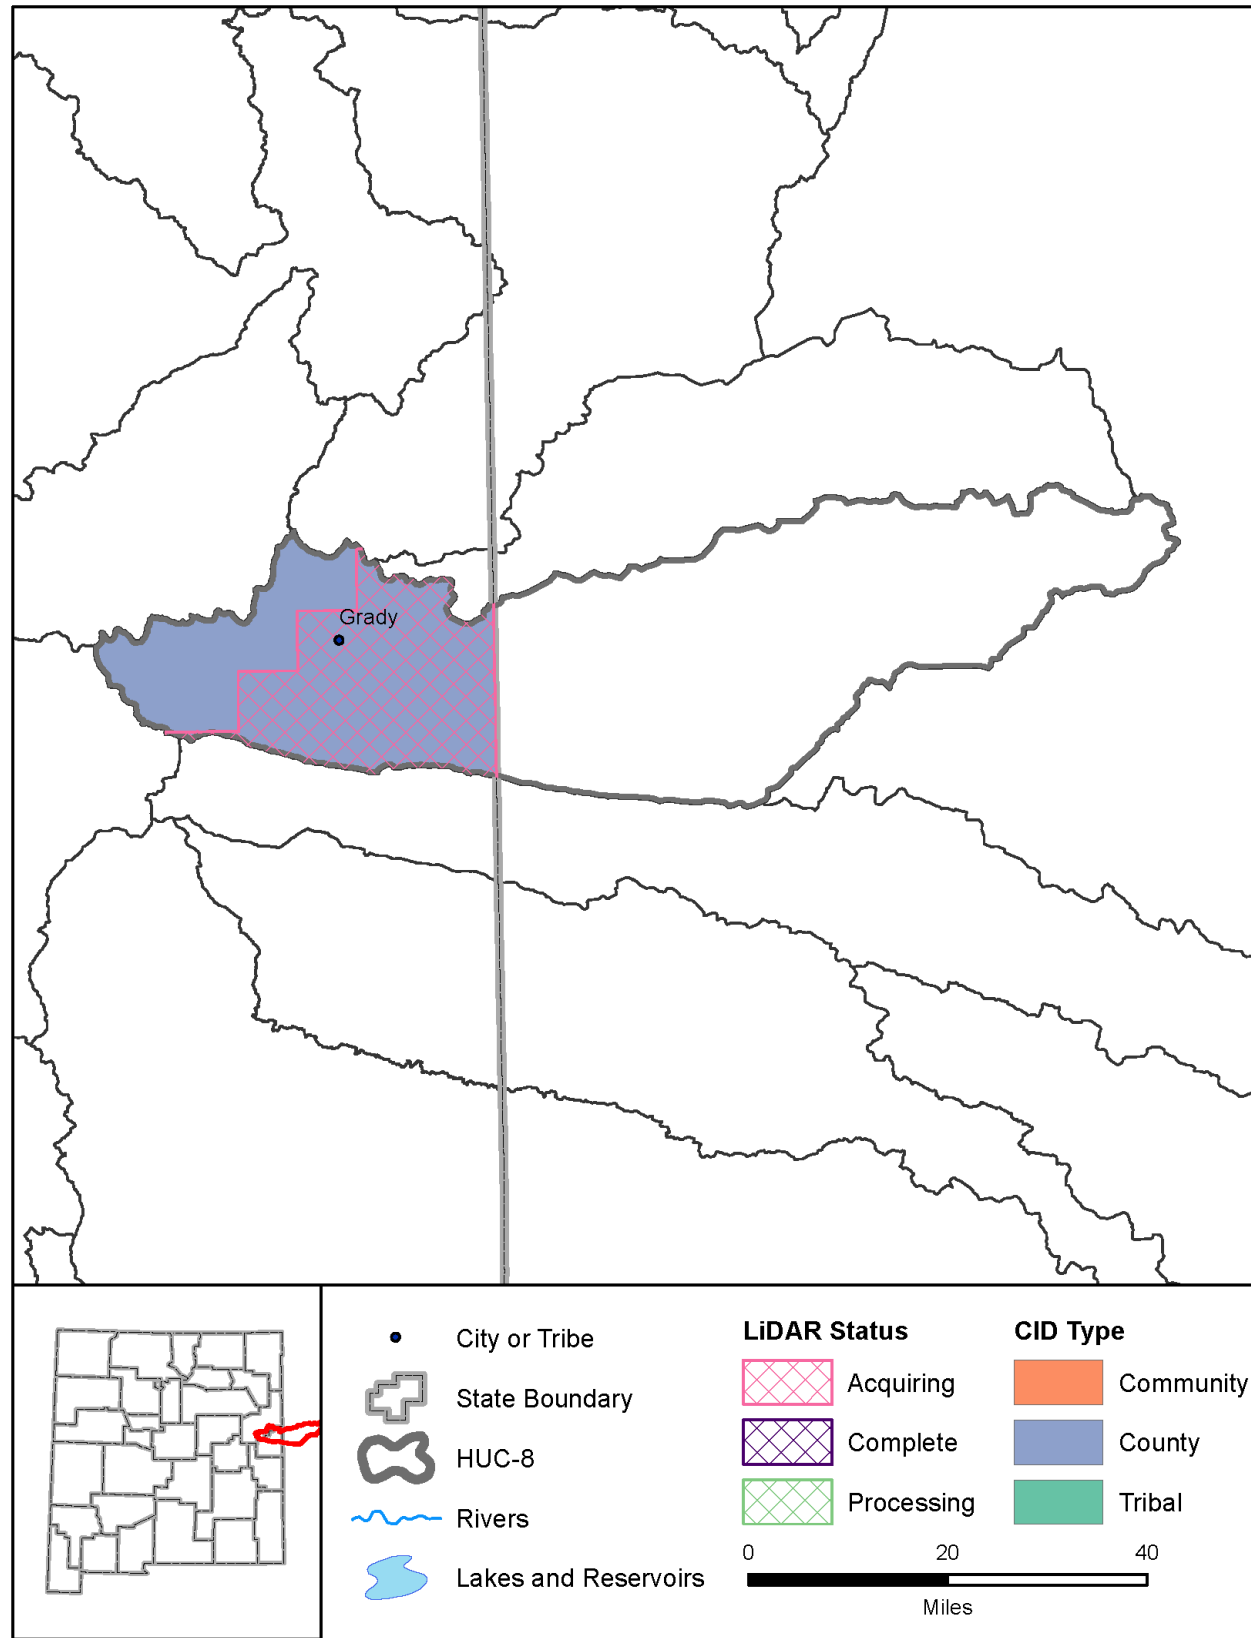 Grady
City or Tribe
State Boundary
HUC-8
Rivers
Lakes and Reservoirs
LiDAR Status
Acquiring
Complete
Processing
CID Type
Community
County
Tribal
0 20 40
Miles